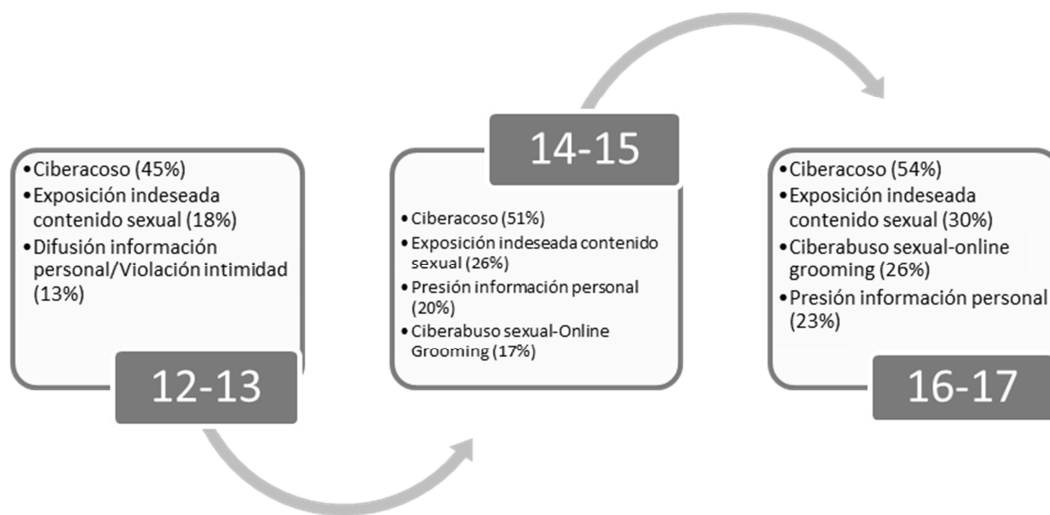 • Ciberacoso (45%)
• Exposición indeseada
contenido sexual (18%)
• Difusión información
personal/Violación intimidad
(13%)
12-13
14-15
• Ciberacoso (51%)
• Exposición indeseada contenido
sexual (26%)
• Presión información personal
(20%)
• Ciberabuso sexual-Online
Grooming (17%)
• Ciberacoso (54%)
• Exposición indeseada
contenido sexual (30%)
• Ciberabuso sexual-online
grooming (26%)
• Presión información personal
(23%)
16-17